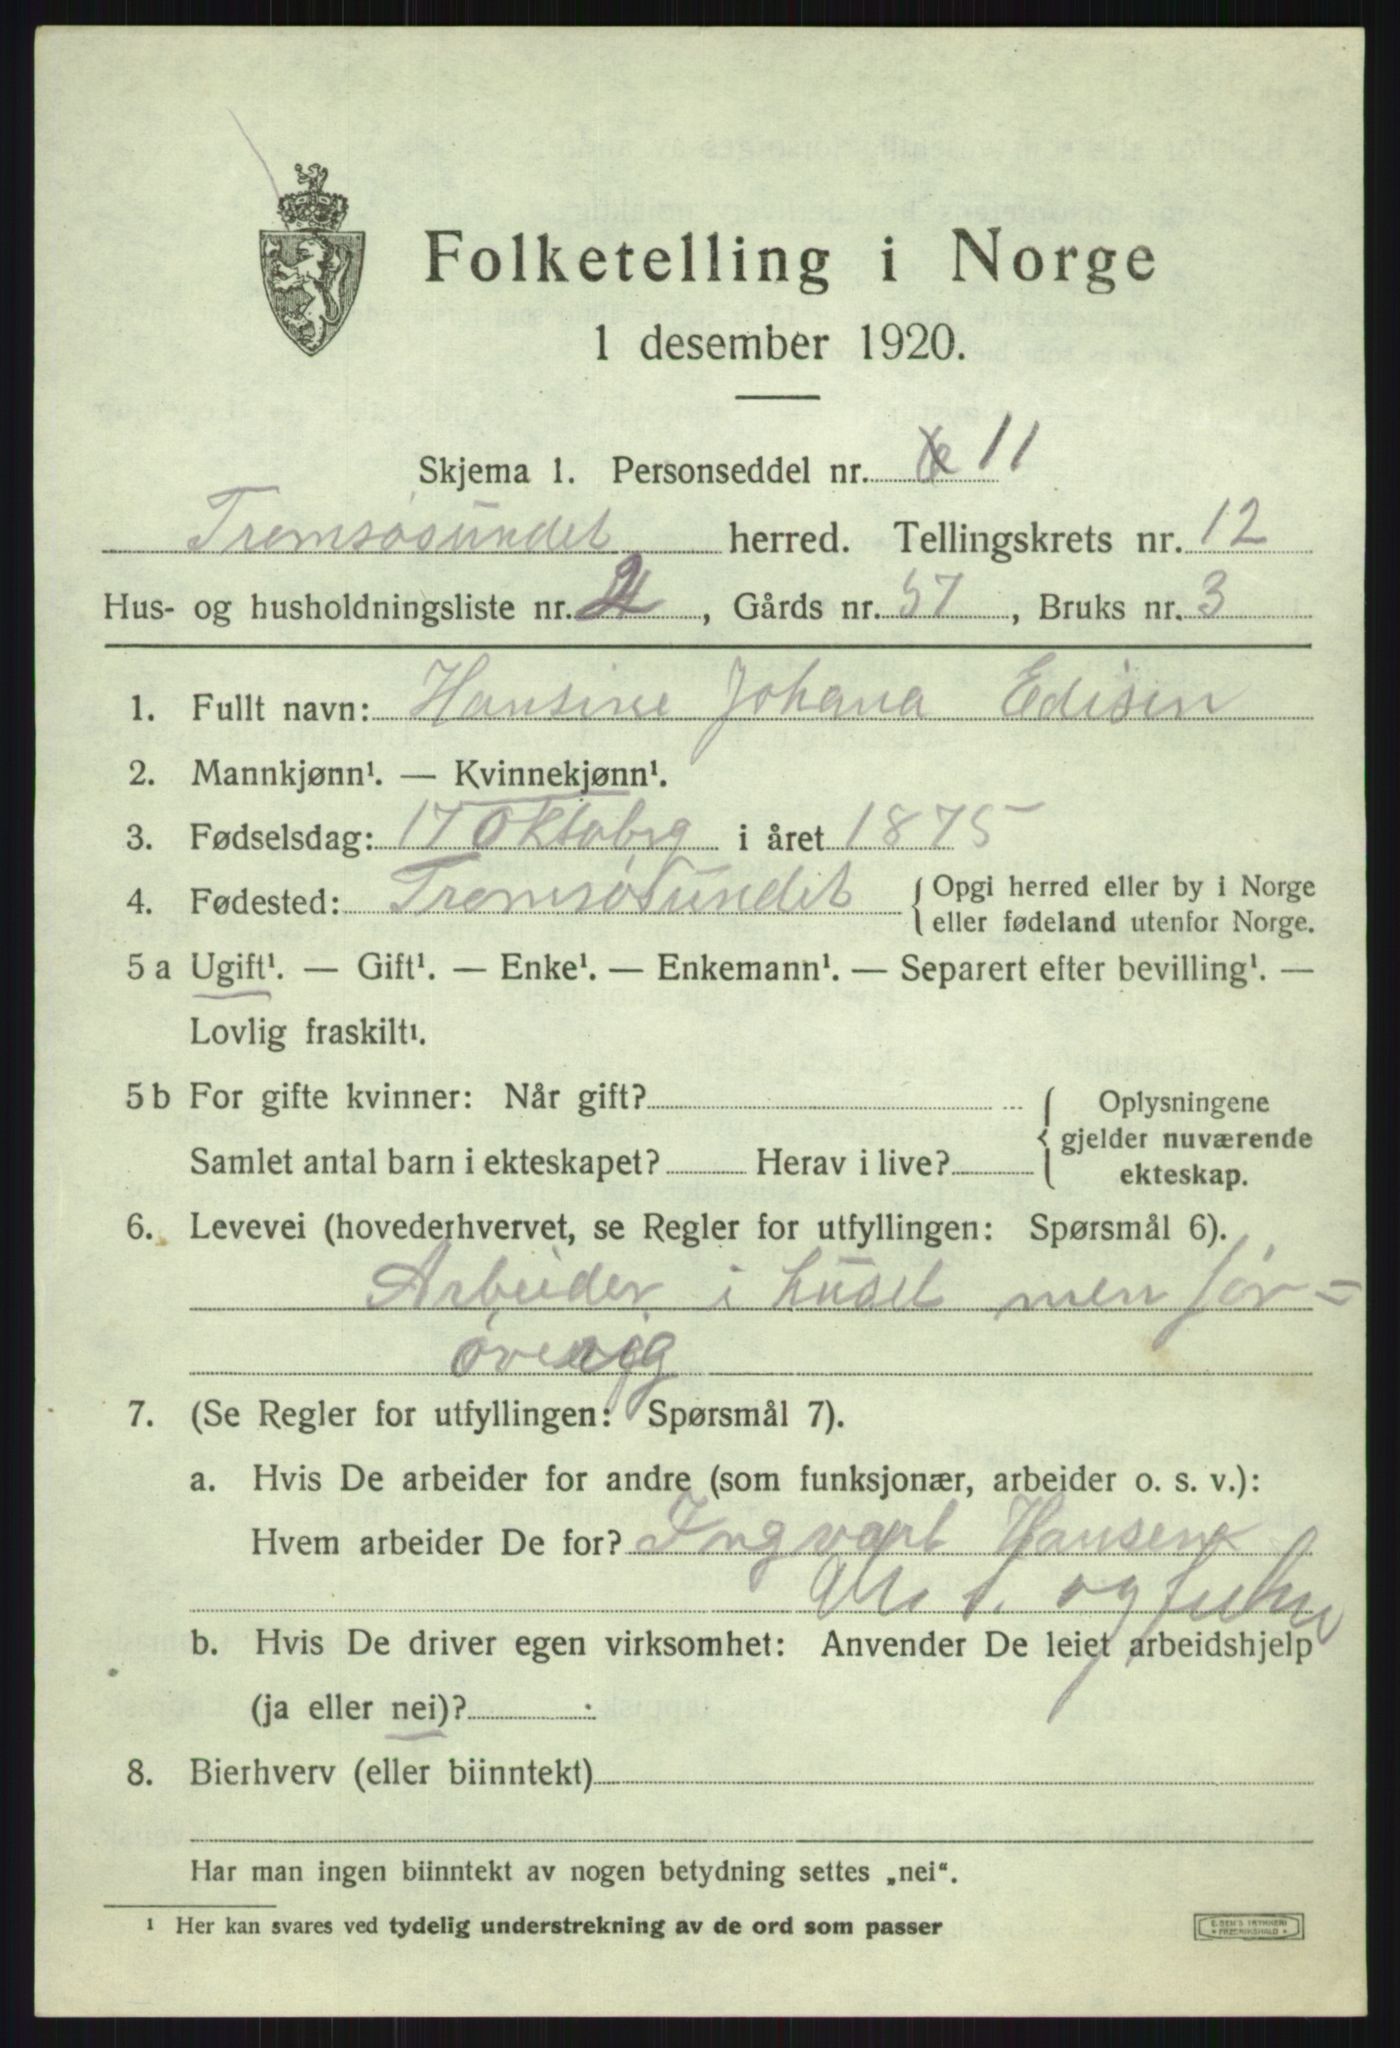 Folketelling i Norge
1 desember 1920.
Skjema 1. Personseddel nr. 11
Tromsøsundet herred. Tellingskrets nr. 12
Hus- og husholdningsliste nr. 2, Gårds nr. 57, Bruks nr. 3
1. Fullt navn: Hansine Johana Edisen
2. Mannkjønn¹. — Kvinnekjønn¹.
3. Fødselsdag: 17 Oktobrg i året 1875
4. Fødested: Tromsøsundet { Opgi herred eller by i Norge
eller fødeland utenfor Norge.
5 a Ugift¹. — Gift¹. — Enke¹. — Enkemann¹. — Separert efter bevilling¹. —
Lovlig fraskilt¹.
5 b For gifte kvinner: Når gift? { Oplysningene
gjelder nuværende
Samlet antal barn i ekteskapet? Herav i live?
ekteskap.
6. Levevei (hovederhvervet, se Regler for utfyllingen: Spørsmål 6).
Arbeider i huset men før=
øverig
7. (Se Regler for utfyllingen: Spørsmål 7).
a. Hvis De arbeider for andre (som funksjonær, arbeider o. s. v.):
Hvem arbeider De for? Ingvart Hansen
og
b. Hvis De driver egen virksomhet: Anvender De leiet arbeidshjelp
(ja eller nei)?
8. Bierhverv (eller biinntekt)
Har man ingen biinntekt av nogen betydning settes „nei“.
¹ Her kan svares ved tydelig understrekning av de ord som passer
E. SEM'S TRYKKERI
* FREDRIKSHALD *